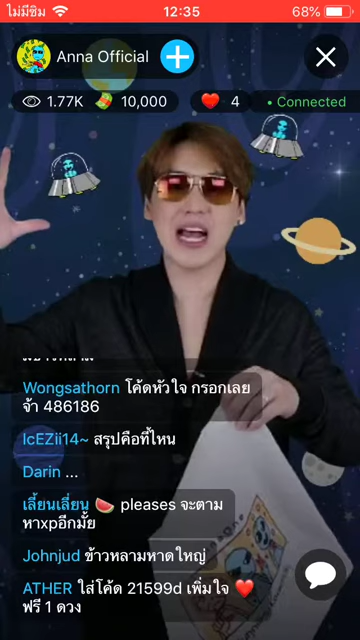 ไม่มีซิม 12:35 68%
Anna Official
1.77K 10,000 4 • Connected
Wongsathorn โค้ดหัวใจ กรอกเลย
จ้า 486186
IcEZii14~ สรุปคือที่ไหน
Darin ...
เลี้ยนเลี่ยน 🍉 pleases จะตาม
หาxpอีกมั้ย
Johnjud ข้าวหลามหาดใหญ่
ATHER ใส่โค้ด 21599d เพิ่มใจ ❤️
ฟรี 1 ดวง